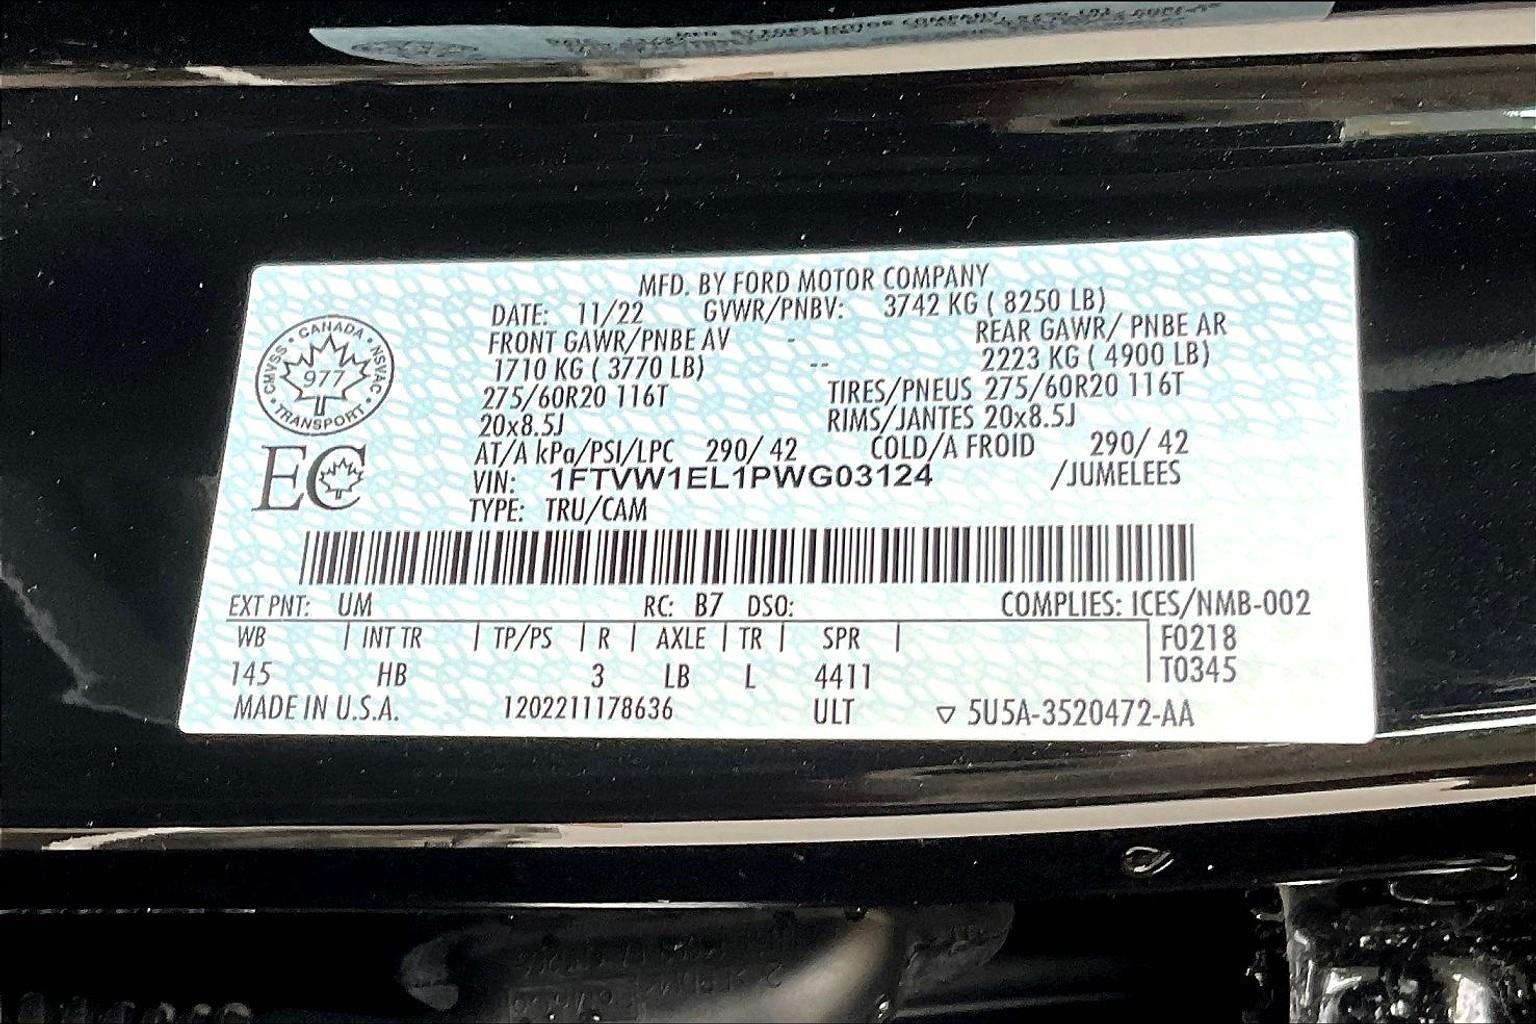 MFD. BY FORD MOTOR COMPANY
DATE: 11/22 GVWR/PNBV: 3742 KG ( 8250 LB)
FRONT GAWR/PNBE AV - REAR GAWR/ PNBE AR
1710 KG ( 3770 LB) -- 2223 KG ( 4900 LB)
275/60R20 116T TIRES/PNEUS 275/60R20 116T
20x8.5J RIMS/JANTES 20x8.5J
AT/A kPa/PSI/LPC 290/ 42 COLD/A FROID 290/ 42
VIN: 1FTVW1EL1PWG03124 /JUMELEES
TYPE: TRU/CAM
CANADA
CMVSS • NSVAC
977
TRANSPORT
EC
EXT PNT: UM RC: B7 DSO: COMPLIES: ICES/NMB-002
WB | INT TR | TP/PS | R | AXLE | TR | SPR | F0218
145 HB 3 LB L 4411 T0345
MADE IN U.S.A. 1202211178636 ULT ▽ 5U5A-3520472-AA